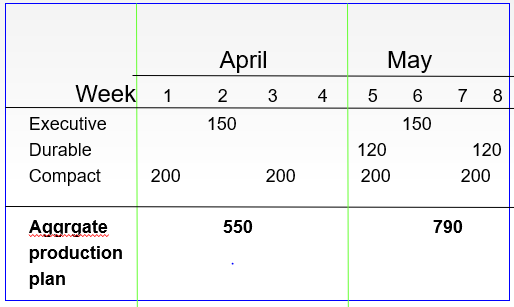 April May
Week 1 2 3 4 5 6 7 8
Executive 150 150
Durable 120 120
Compact 200 200 200 200
Aggrgate 550 790
production
plan